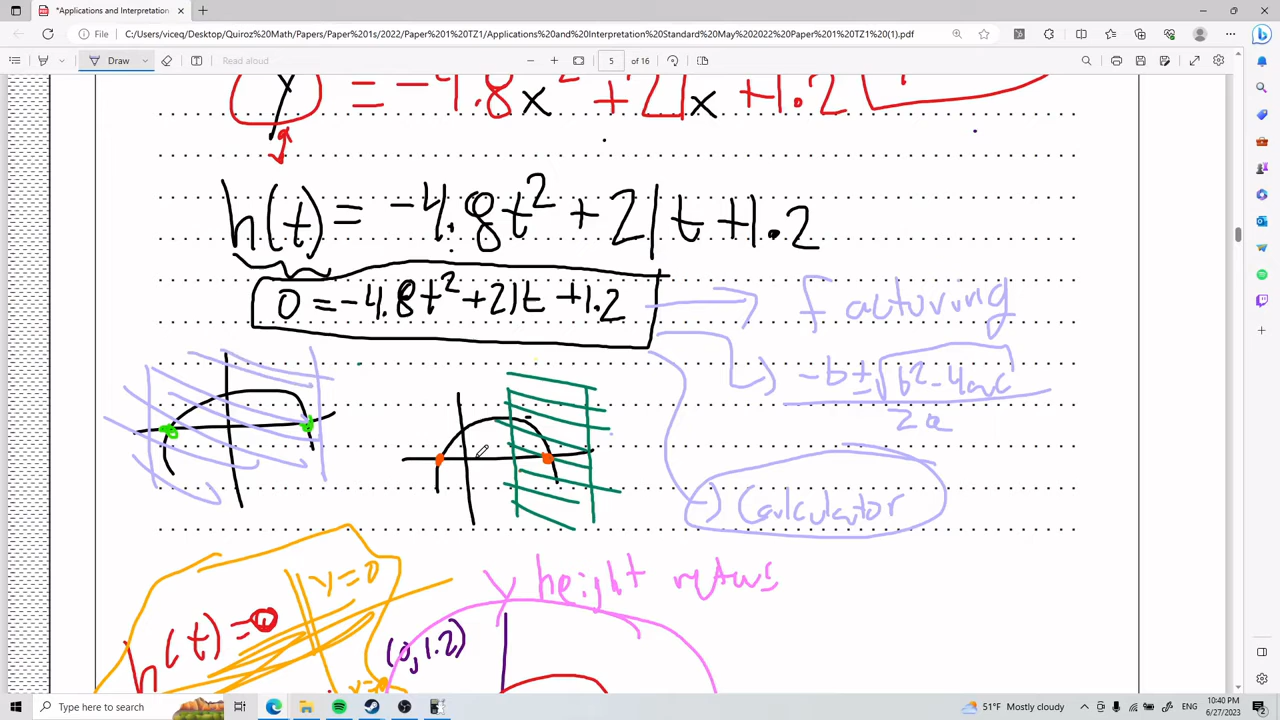 *Applications and Interpretation
File
C:/Users/viceq/Desktop/Quiroz%20Math/Papers/Paper%201s/2022/Paper%201%20TZ1/Applications%20and%20Interpretation%20Standard%20May%202022%20Paper%201%20TZ1%20(1).pdf
Draw
Read aloud
5 of 16
y = -4.8x² + 21x + 1.2
h(t) = -4.8t² + 21t + 1.2
0 = -4.8t² + 21t + 1.2
factoring
-b ± √b² - 4ac
2a
Calculator
y height
y = 0
h(t) = 0
(0, 1.2)
Type here to search
51°F Mostly cloudy
10:40 PM
6/27/2023